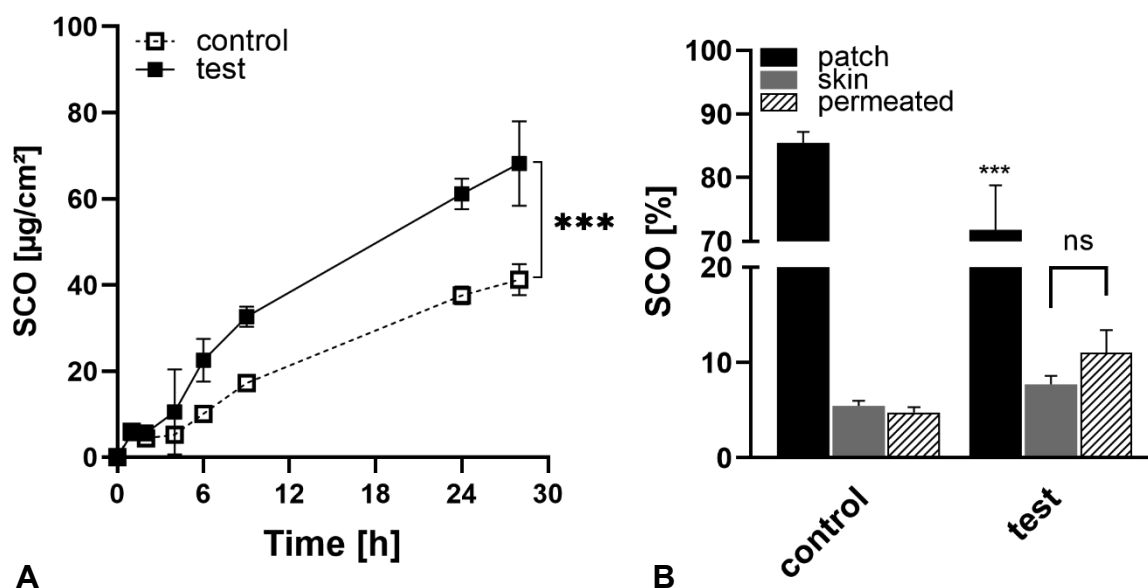 control
test
SCO [µg/cm²]
100
80
60
40
20
0
***
0 6 12 18 24 30
Time [h]
A
patch
skin
permeated
SCO [%]
100
90
80
70
20
10
0
***
ns
control
test
B